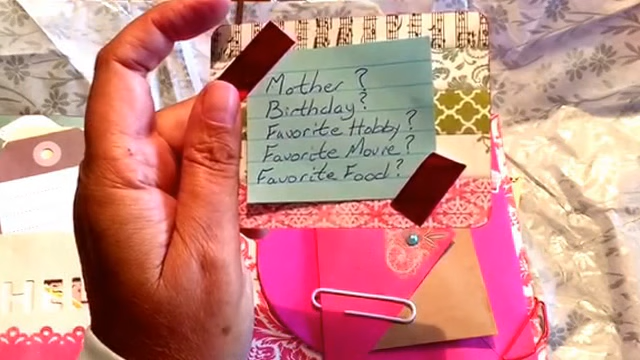 Mother ?
Birthday?
Favorite Hobby?
Favorite Movie?
Favorite Food?